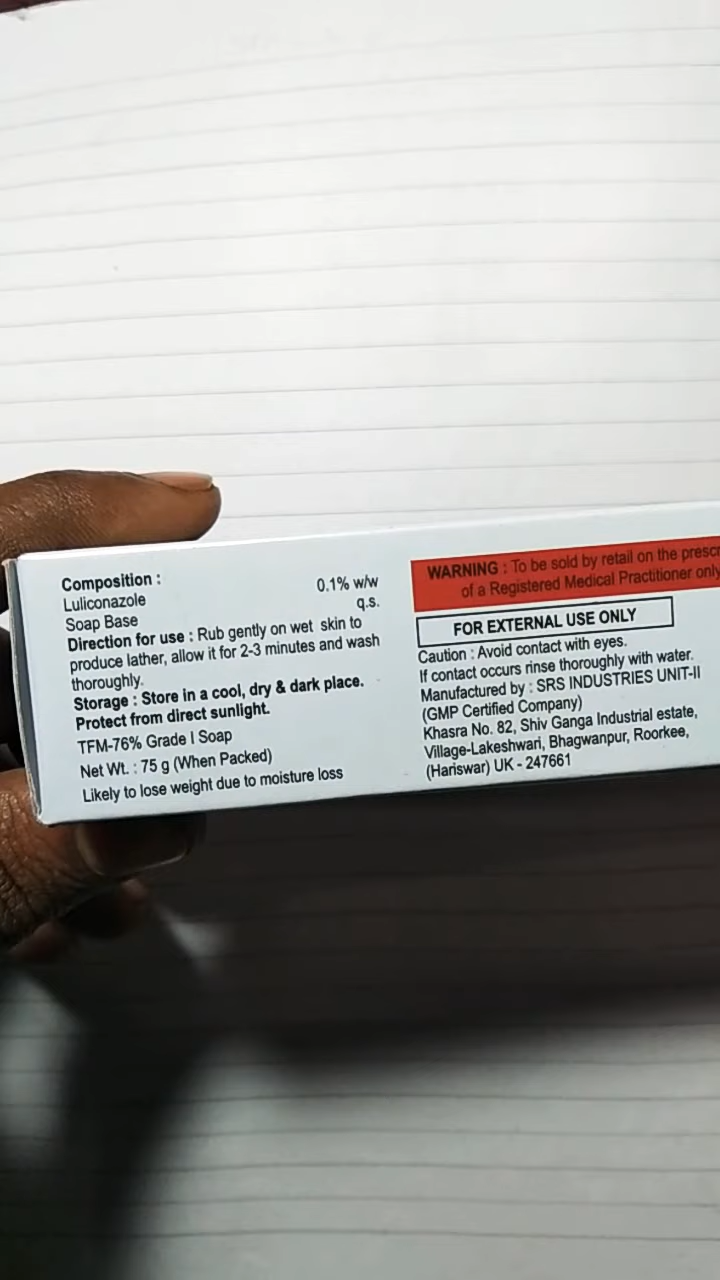 Composition :
Luliconazole 0.1% w/w
Soap Base q.s.
Direction for use : Rub gently on wet skin to
produce lather, allow it for 2-3 minutes and wash
thoroughly.
Storage : Store in a cool, dry & dark place.
Protect from direct sunlight.
TFM-76% Grade I Soap
Net Wt. : 75 g (When Packed)
Likely to lose weight due to moisture loss
WARNING : To be sold by retail on the
of a Registered Medical Practitioner only
FOR EXTERNAL USE ONLY
Caution : Avoid contact with eyes.
If contact occurs rinse thoroughly with water.
Manufactured by : SRS INDUSTRIES UNIT-II
(GMP Certified Company)
Khasra No. 82, Shiv Ganga Industrial estate,
Village-Lakeshwari, Bhagwanpur, Roorkee,
(Hariswar) UK - 247661